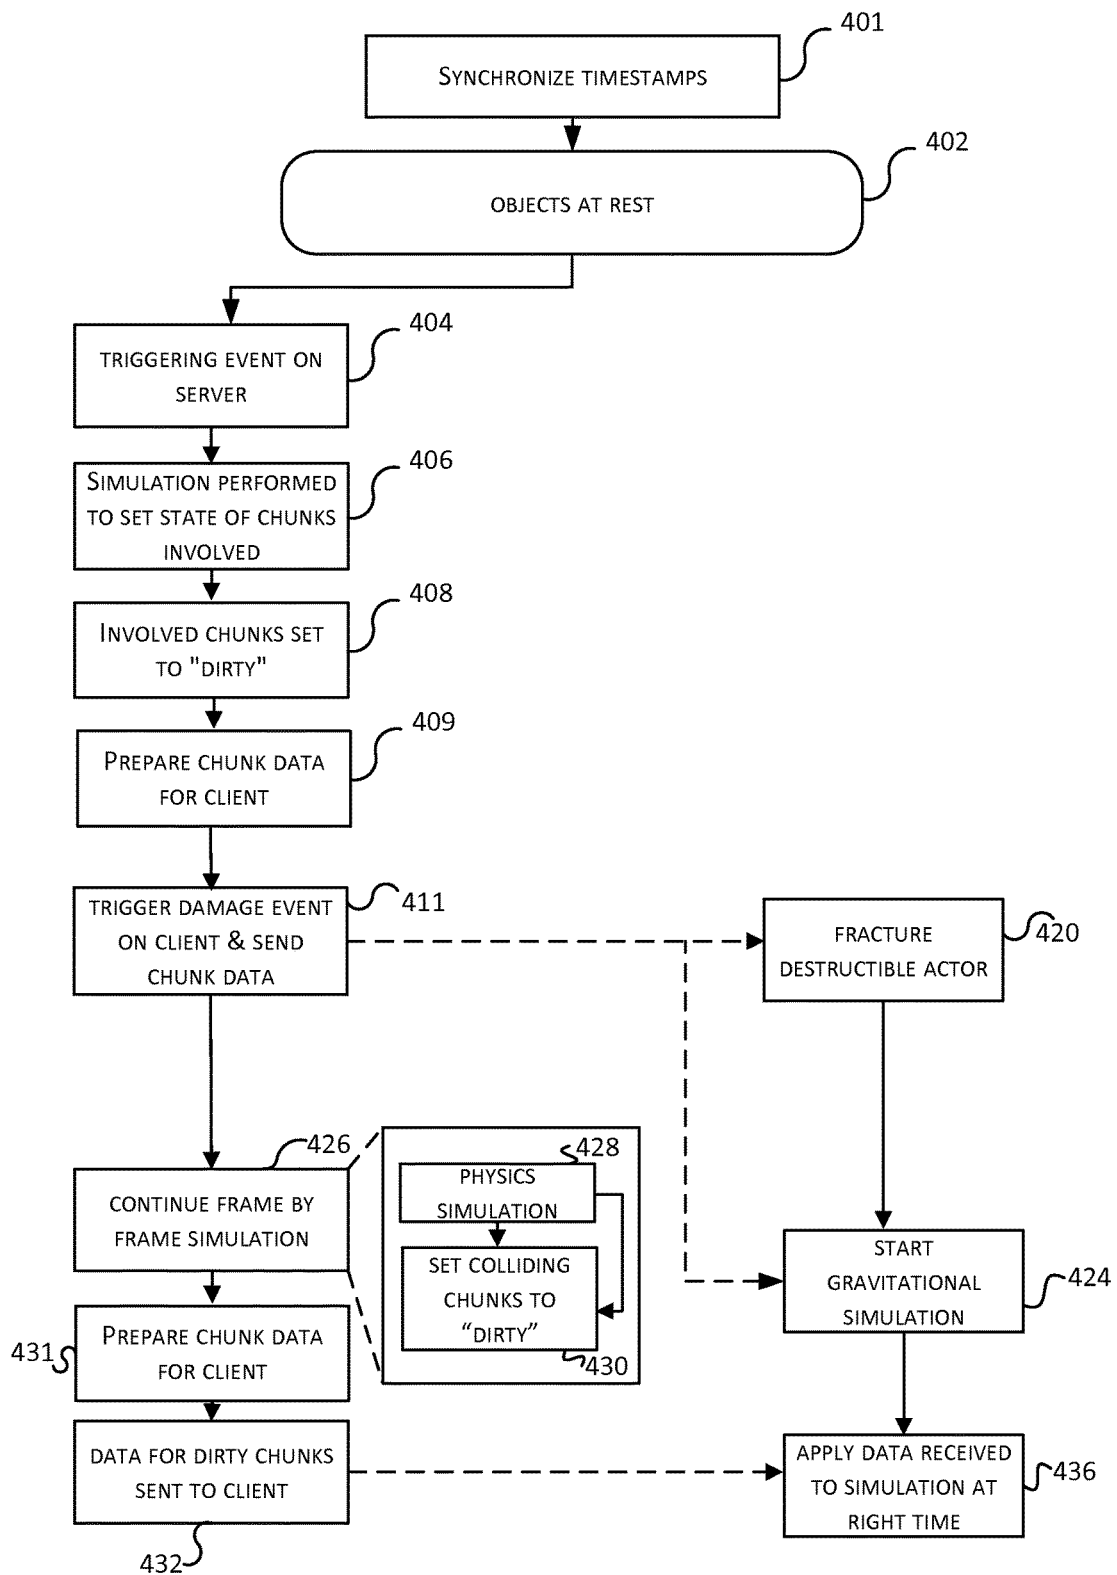 401
SYNCHRONIZE TIMESTAMPS
402
OBJECTS AT REST
404
TRIGGERING EVENT ON
SERVER
406
SIMULATION PERFORMED
TO SET STATE OF CHUNKS
INVOLVED
408
INVOLVED CHUNKS SET
TO "DIRTY"
409
PREPARE CHUNK DATA
FOR CLIENT
411
TRIGGER DAMAGE EVENT
ON CLIENT & SEND
CHUNK DATA
420
FRACTURE
DESTRUCTIBLE ACTOR
426
CONTINUE FRAME BY
FRAME SIMULATION
428
PHYSICS
SIMULATION
SET COLLIDING
CHUNKS TO
“DIRTY”
430
START
GRAVITATIONAL
SIMULATION
424
431
PREPARE CHUNK DATA
FOR CLIENT
DATA FOR DIRTY CHUNKS
SENT TO CLIENT
432
APPLY DATA RECEIVED
TO SIMULATION AT
RIGHT TIME
436